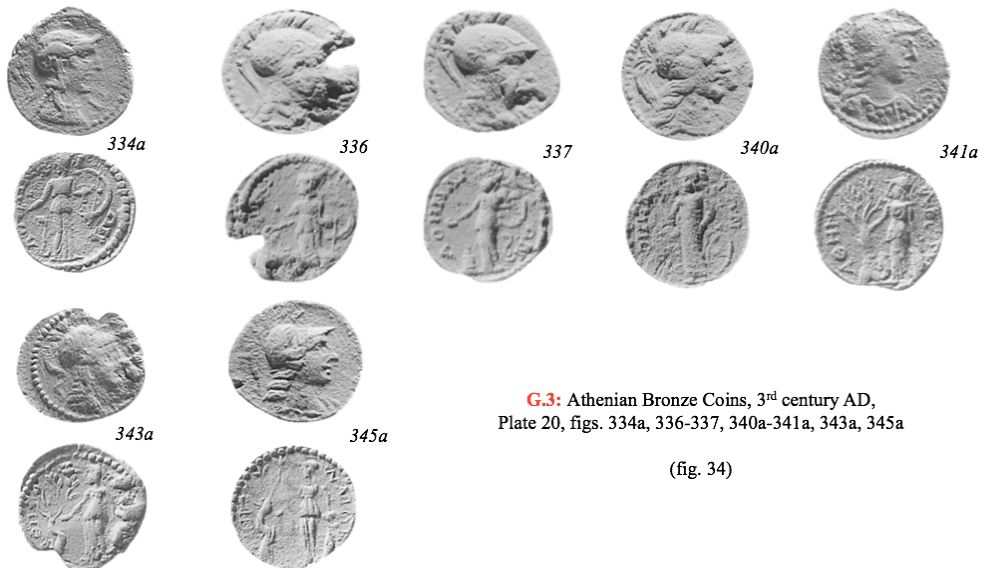 334a
336
337
340a
341a
343a
345a
G.3: Athenian Bronze Coins, 3rd century AD,
Plate 20, figs. 334a, 336-337, 340a-341a, 343a, 345a
(fig. 34)